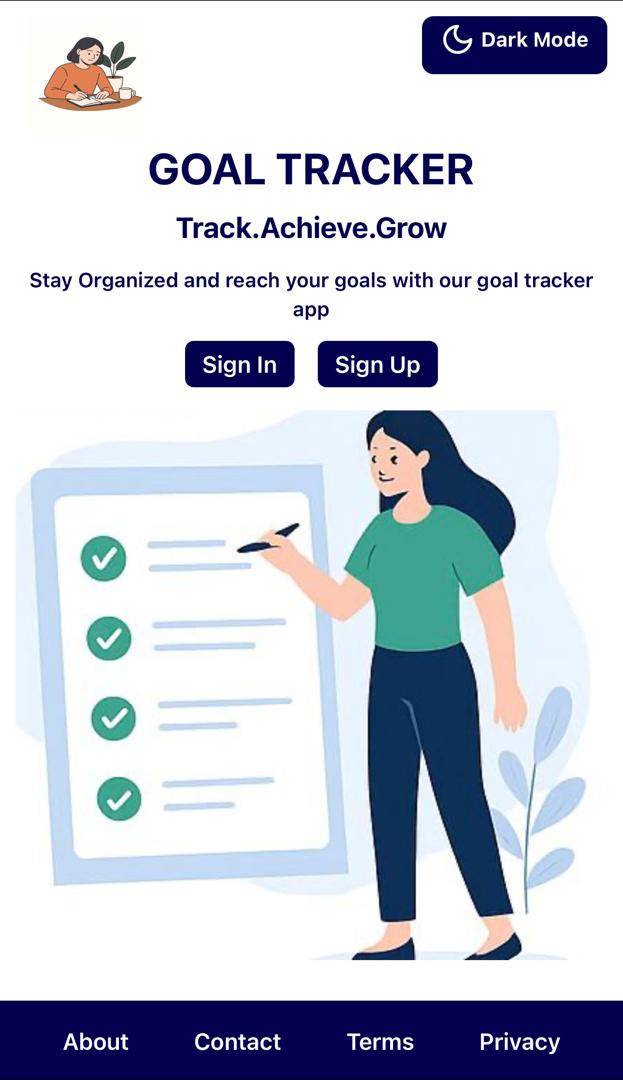 Dark Mode
GOAL TRACKER
Track.Achieve.Grow
Stay Organized and reach your goals with our goal tracker
app
Sign In Sign Up
About Contact Terms Privacy